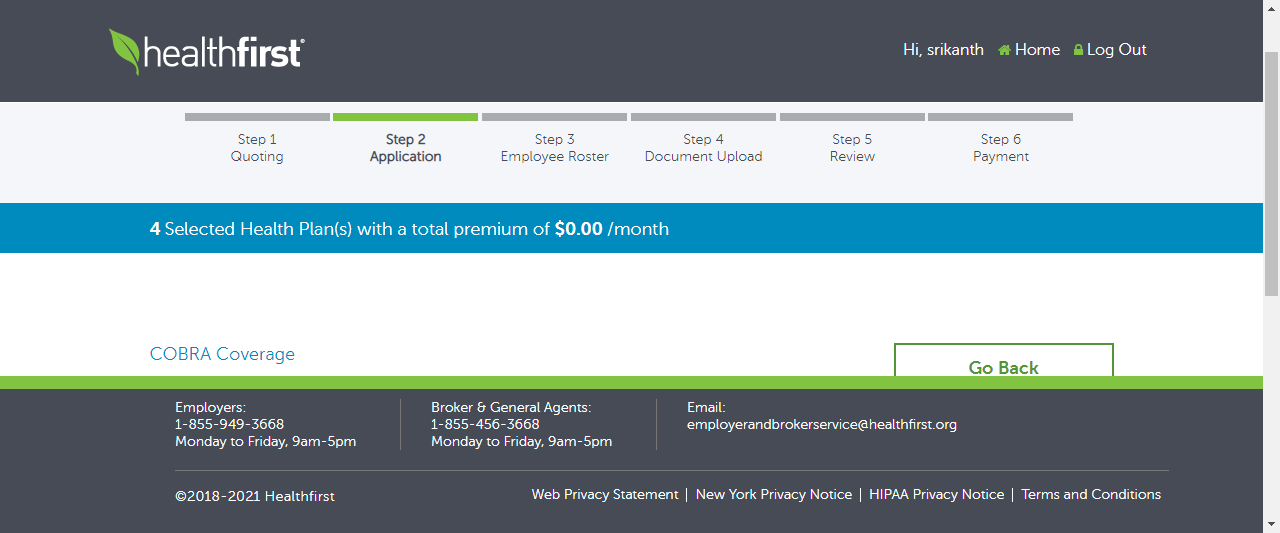 healthfirst®
Hi, srikanth Home Log Out
Step 1
Quoting
Step 2
Application
Step 3
Employee Roster
Step 4
Document Upload
Step 5
Review
Step 6
Payment
4 Selected Health Plan(s) with a total premium of $0.00 /month
COBRA Coverage
Go Back
Employers:
1-855-949-3668
Monday to Friday, 9am-5pm
Broker & General Agents:
1-855-456-3668
Monday to Friday, 9am-5pm
Email:
employerandbrokerservice@healthfirst.org
©2018-2021 Healthfirst
Web Privacy Statement | New York Privacy Notice | HIPAA Privacy Notice | Terms and Conditions